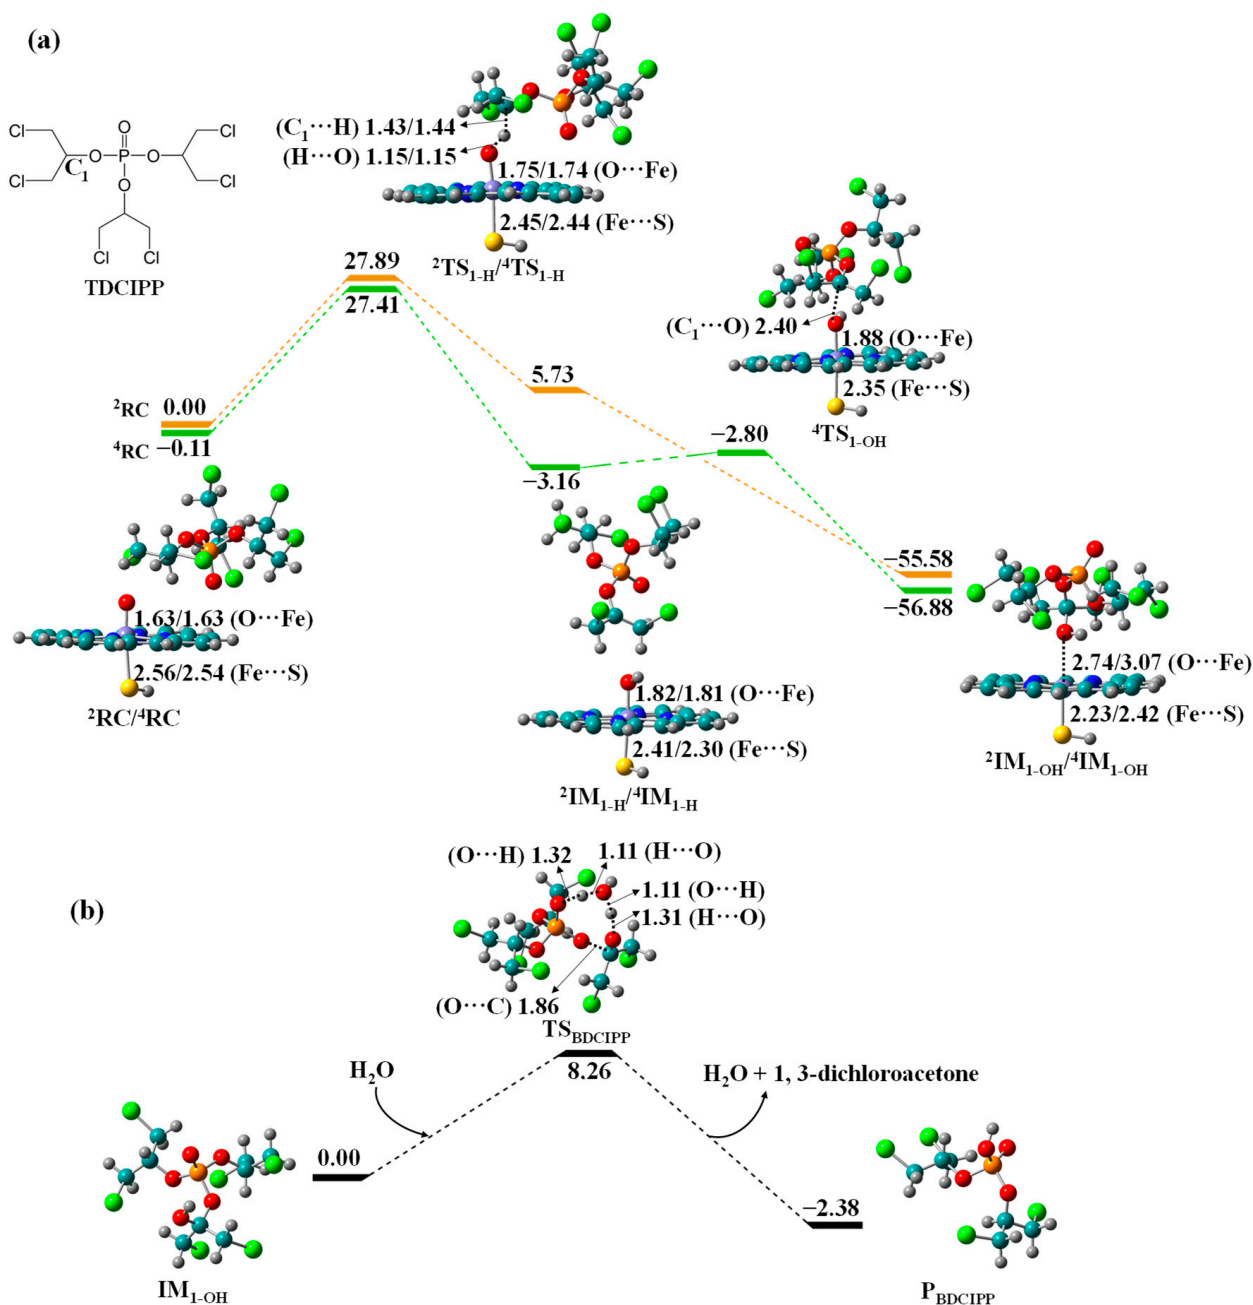 (a)
Cl
Cl
O
C1
O
P
O
Cl
Cl
O
Cl
Cl
TDCIPP
(C1···H) 1.43/1.44
(H···O) 1.15/1.15
1.75/1.74 (O···Fe)
2.45/2.44 (Fe···S)
2TS1-H/4TS1-H
27.89
27.41
(C1···O) 2.40
1.88 (O···Fe)
2.35 (Fe···S)
4TS1-OH
5.73
2RC 0.00
4RC −0.11
−2.80
−3.16
−55.58
−56.88
1.63/1.63 (O···Fe)
2.56/2.54 (Fe···S)
2RC/4RC
1.82/1.81 (O···Fe)
2.41/2.30 (Fe···S)
2IM1-H/4IM1-H
2.74/3.07 (O···Fe)
2.23/2.42 (Fe···S)
2IM1-OH/4IM1-OH
(b)
(O···H) 1.32
1.11 (H···O)
1.11 (O···H)
1.31 (H···O)
(O···C) 1.86
TSBDCIPP
8.26
H2O
H2O + 1, 3-dichloroacetone
0.00
−2.38
IM1-OH
PBDCIPP